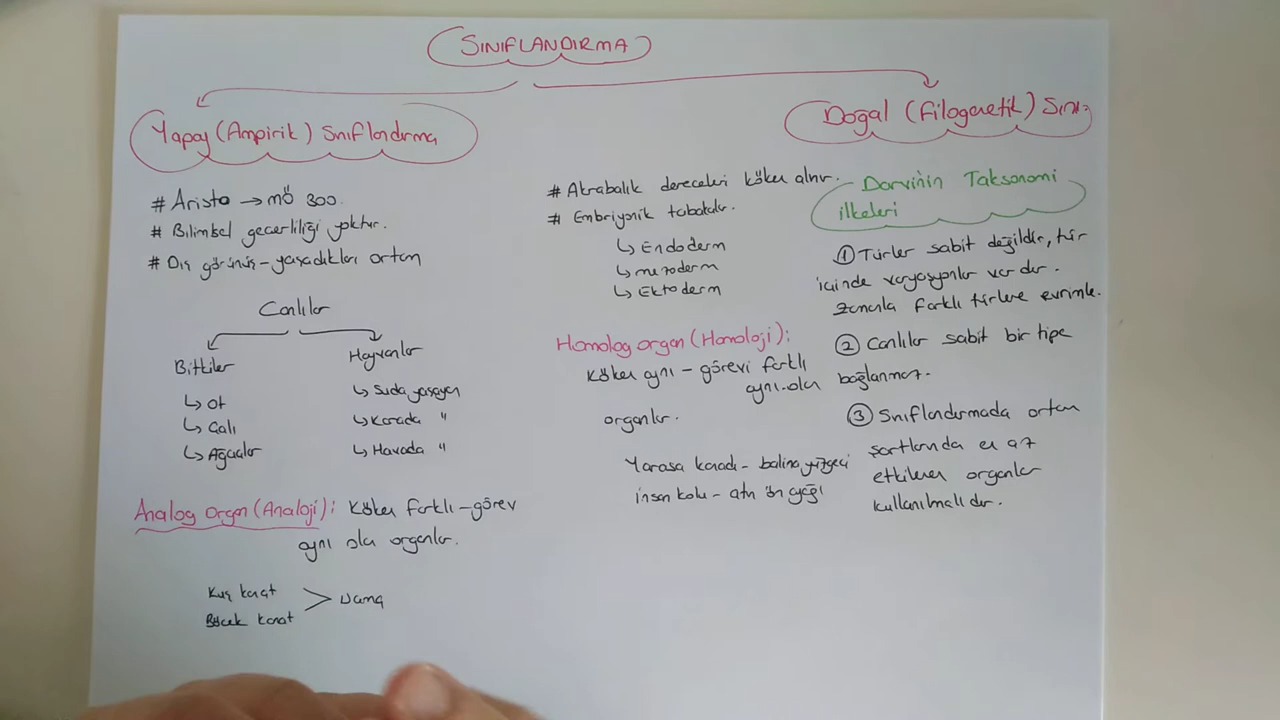 SINIFLANDIRMA
Yapay (Ampirik) Sınıflandırma
# Aristo → MÖ 300.
# Bilimsel geçerliliği yoktur.
# Dış görünüş - yaşadıkları ortam
Canlılar
Bitkiler
↳ Ot
↳ Çalı
↳ Ağaçlar
Hayvanlar
↳ Suda yaşayan
↳ Karada "
↳ Havada "
Analog Organ (Analoji): Köken farklı - görev
aynı olan organlar.
Kuş kanat
Böcek kanat
> Uçma
Doğal (Filogenetik) Sını
# Akrabalık dereceleri köken alınır.
# Embriyonik tabakalar.
↳ Endoderm
↳ mezoderm
↳ Ektoderm
Homolog organ (Homoloji):
Köken aynı - görevi farklı
aynı olan
organlar.
Yarasa kanadı - balina yüzgeci
insan kolu - atın ön ayağı
Darvinin Taksonomi
ilkeleri
① Türler sabit değildir, tür
içinde varyasyonlar vardır.
zamanla farklı türlere evrimle.
② Canlılar sabit bir tipe
bağlanmaz.
③ Sınıflandırmada ortam
şartlarında en az
etkilenen organlar
kullanılmalıdır.